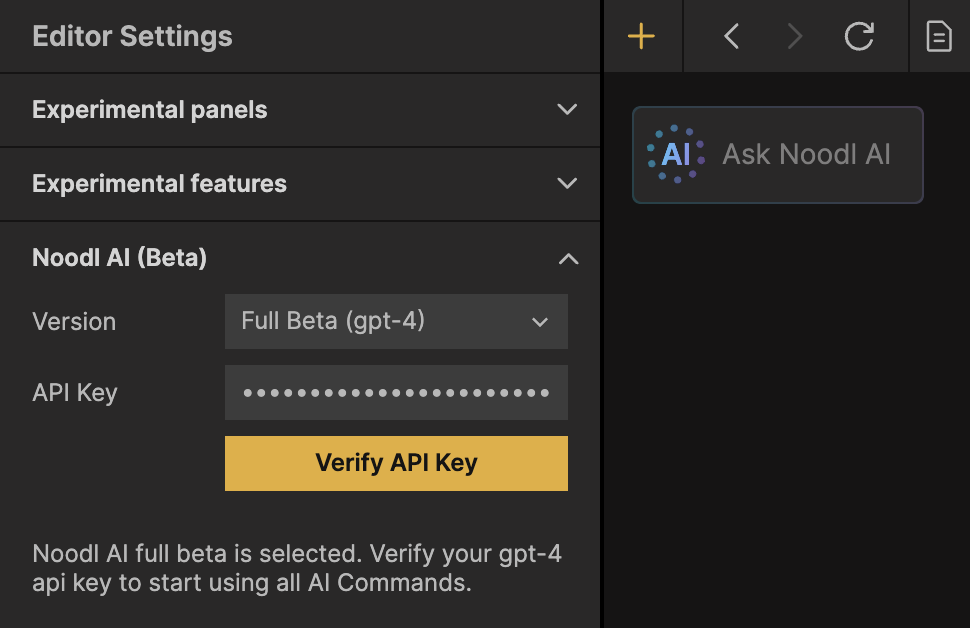 Editor Settings
Experimental panels
Experimental features
Noodl AI (Beta)
Version
Full Beta (gpt-4)
API Key
Verify API Key
Noodl AI full beta is selected. Verify your gpt-4
api key to start using all AI Commands.
AI Ask Noodl AI